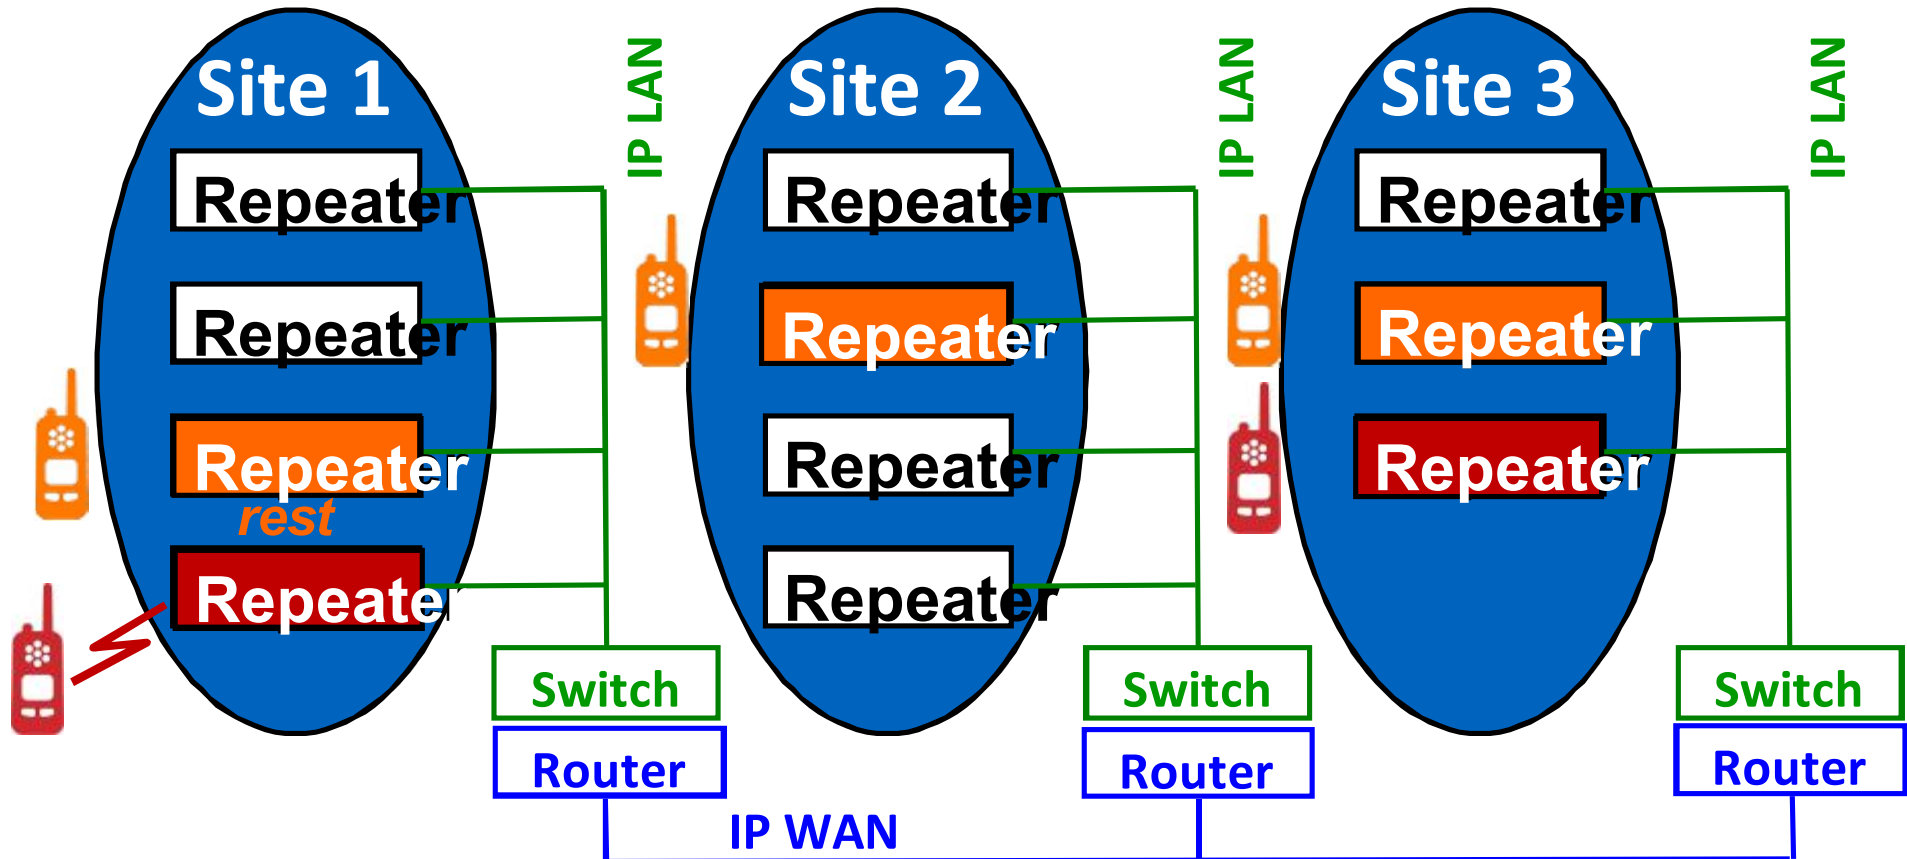 Site 1
IP LAN
Repeater
Repeater
Repeater
rest
Repeater
Switch
Router
Site 2
IP LAN
Repeater
Repeater
Repeater
Repeater
Switch
Router
Site 3
IP LAN
Repeater
Repeater
Repeater
Switch
Router
IP WAN